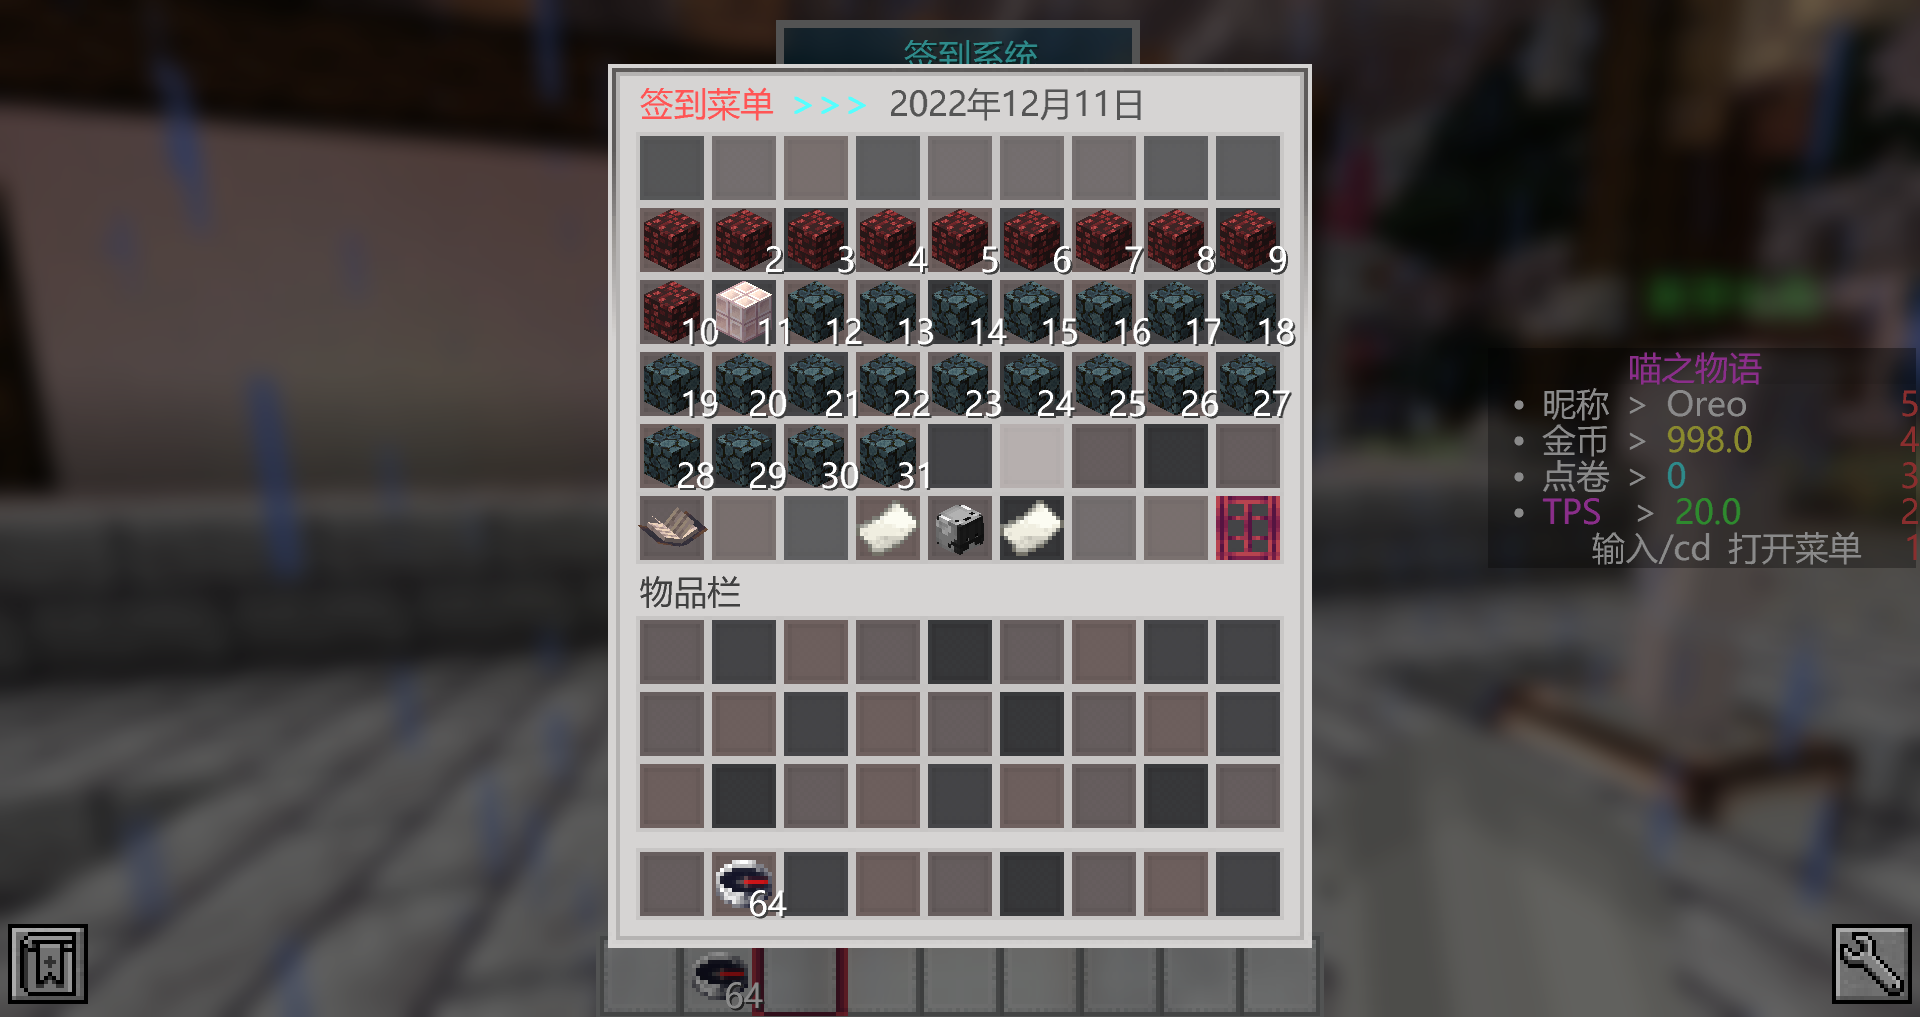 签到系统
签到菜单 >>> 2022年12月11日
2 3 4 5 6 7 8 9
10 11 12 13 14 15 16 17 18
19 20 21 22 23 24 25 26 27
28 29 30 31
物品栏
64
64
喵之物语
• 昵称 > Oreo 5
• 金币 > 998.0 4
• 点卷 > 0 3
• TPS > 20.0 2
输入/cd 打开菜单 1